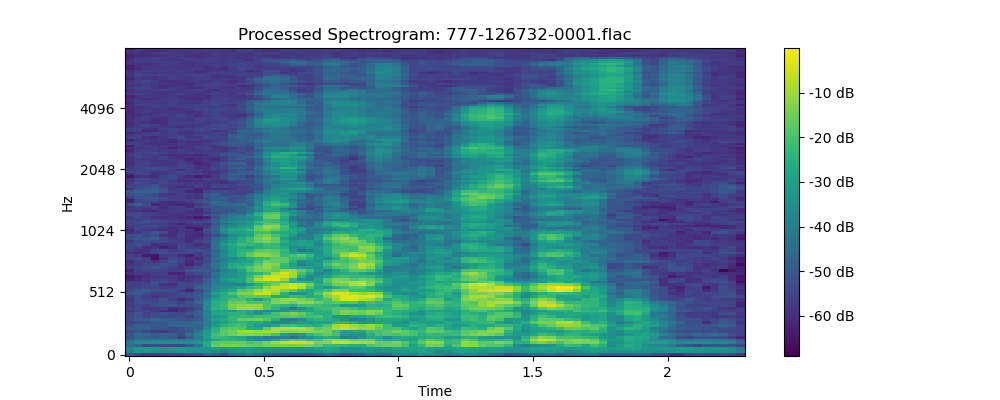 Processed Spectrogram: 777-126732-0001.flac
Hz
4096
2048
1024
512
0
0
0.5
1
1.5
2
Time
-10 dB
-20 dB
-30 dB
-40 dB
-50 dB
-60 dB